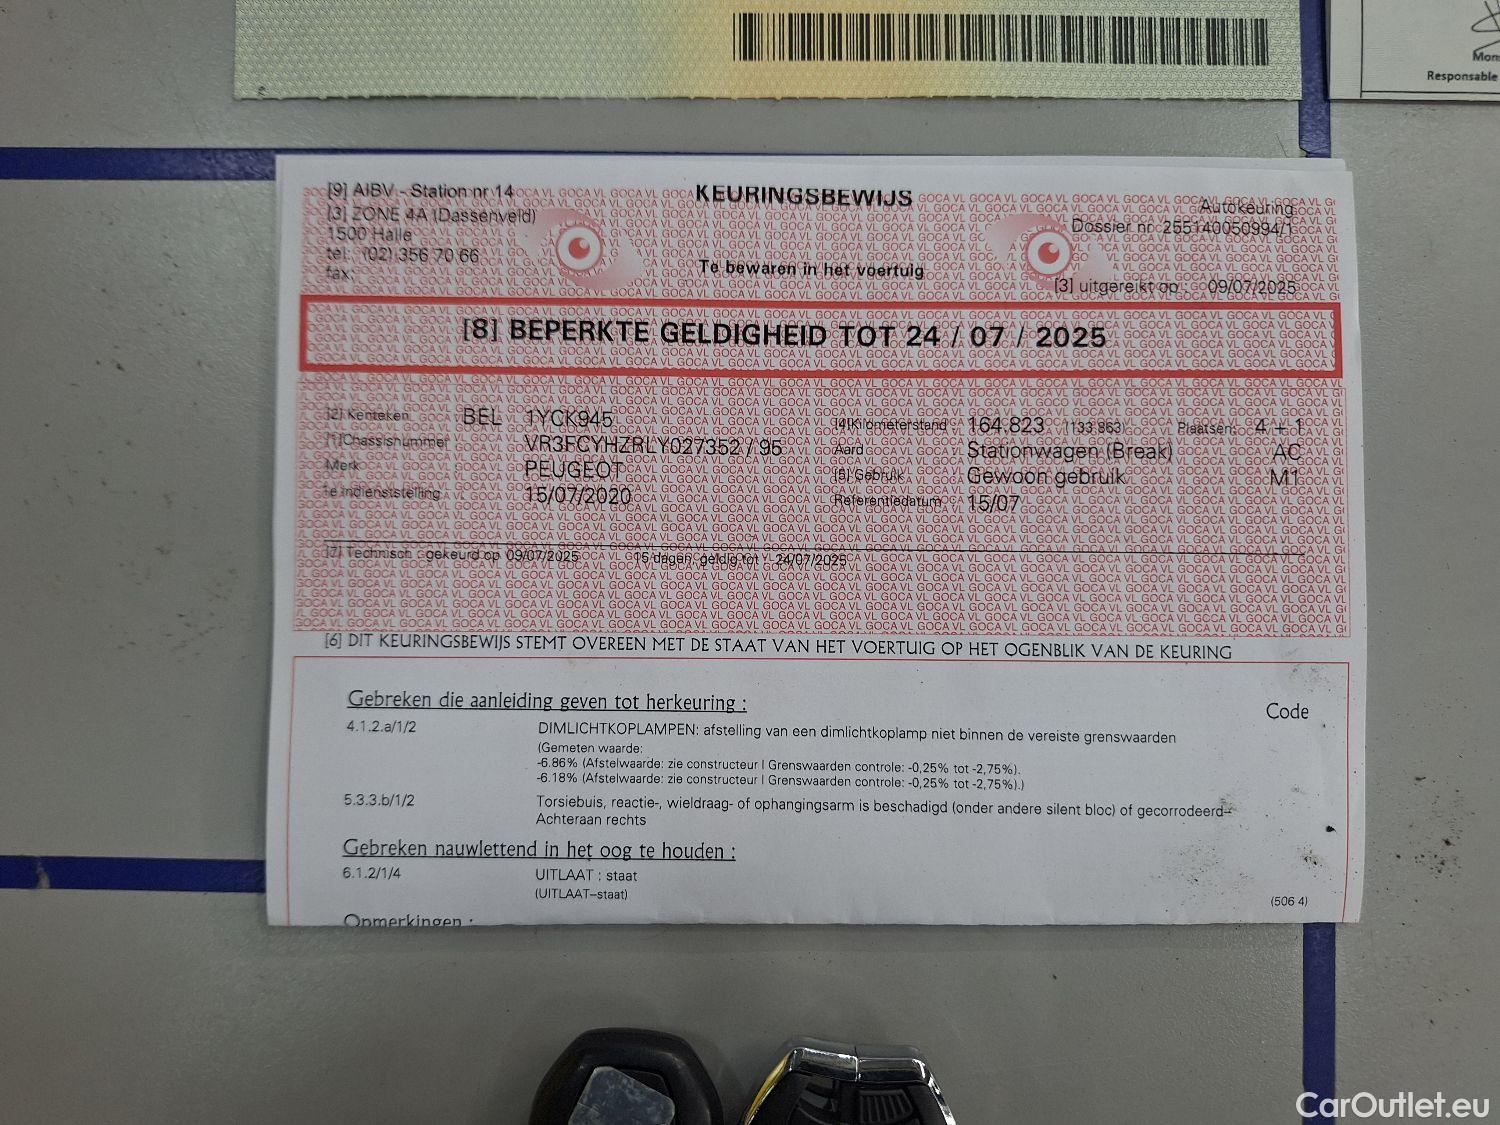 Mons
Responsable
[9] AIBV - Station nr 14
KEURINGSBEWIJS
Autokeuring
[3] ZONE 4A (Dassenveld)
Dossier nr 255140050994/1
1500 Halle
tel: (02) 356 70 66
Te bewaren in het voertuig
fax:
[3] uitgereikt op : 09/07/2025
[8] BEPERKTE GELDIGHEID TOT 24 / 07 / 2025
[2] Kenteken BEL 1YCK945
[4] Kilometerstand 164.823 (133.863) Plaatsen 4 + 1
[1] Chassisnummer VR3FCYHZRLY027352 / 95
Aard Stationwagen (Break) AC
Merk PEUGEOT
[5] Gebruik Gewoon gebruik M1
1e Indienststelling 15/07/2020
Referentiedatum 15/07
[7] Technisch : gekeurd op 09/07/2025 15 dagen, geldig tot 24/07/2025
[6] DIT KEURINGSBEWIJS STEMT OVEREEN MET DE STAAT VAN HET VOERTUIG OP HET OGENBLIK VAN DE KEURING
Gebreken die aanleiding geven tot herkeuring :
Code
4.1.2.a/1/2 DIMLICHTKOPLAMPEN: afstelling van een dimlichtkoplamp niet binnen de vereiste grenswaarden
(Gemeten waarde:
-6.86% (Afstelwaarde: zie constructeur | Grenswaarden controle: -0,25% tot -2,75%).
-6.18% (Afstelwaarde: zie constructeur | Grenswaarden controle: -0,25% tot -2,75%).)
5.3.3.b/1/2 Torsiebuis, reactie-, wieldraag- of ophangingsarm is beschadigd (onder andere silent bloc) of gecorrodeerd--
Achteraan rechts
Gebreken nauwlettend in het oog te houden :
6.1.2/1/4 UITLAAT : staat
(UITLAAT--staat)
(506 4)
Opmerkingen :
CarOutlet.eu